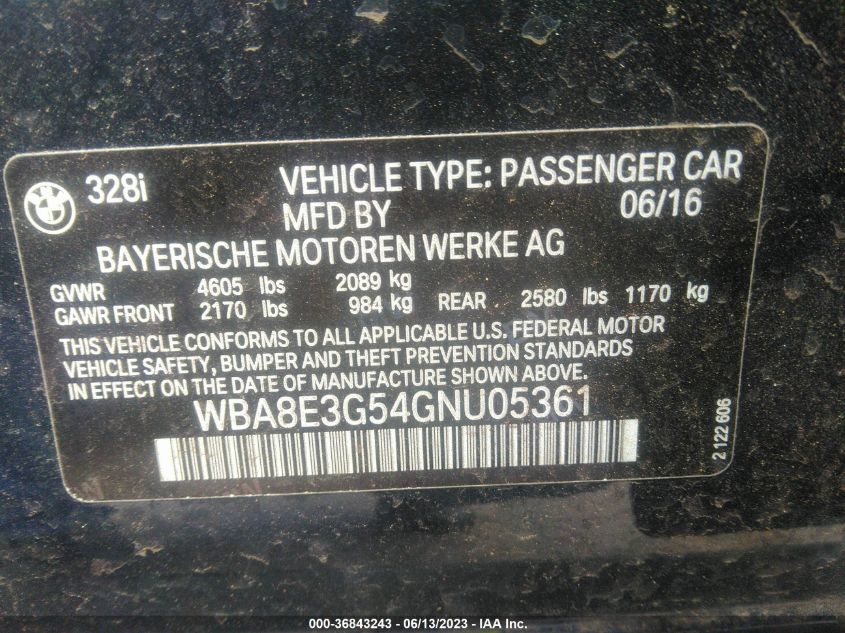 328i VEHICLE TYPE: PASSENGER CAR
MFD BY 06/16
BAYERISCHE MOTOREN WERKE AG
GVWR 4605 lbs 2089 kg
GAWR FRONT 2170 lbs 984 kg REAR 2580 lbs 1170 kg
THIS VEHICLE CONFORMS TO ALL APPLICABLE U.S. FEDERAL MOTOR
VEHICLE SAFETY, BUMPER AND THEFT PREVENTION STANDARDS
IN EFFECT ON THE DATE OF MANUFACTURE SHOWN ABOVE.
WBA8E3G54GNU05361
2 122 606
000-36843243 - 06/13/2023 - IAA Inc.